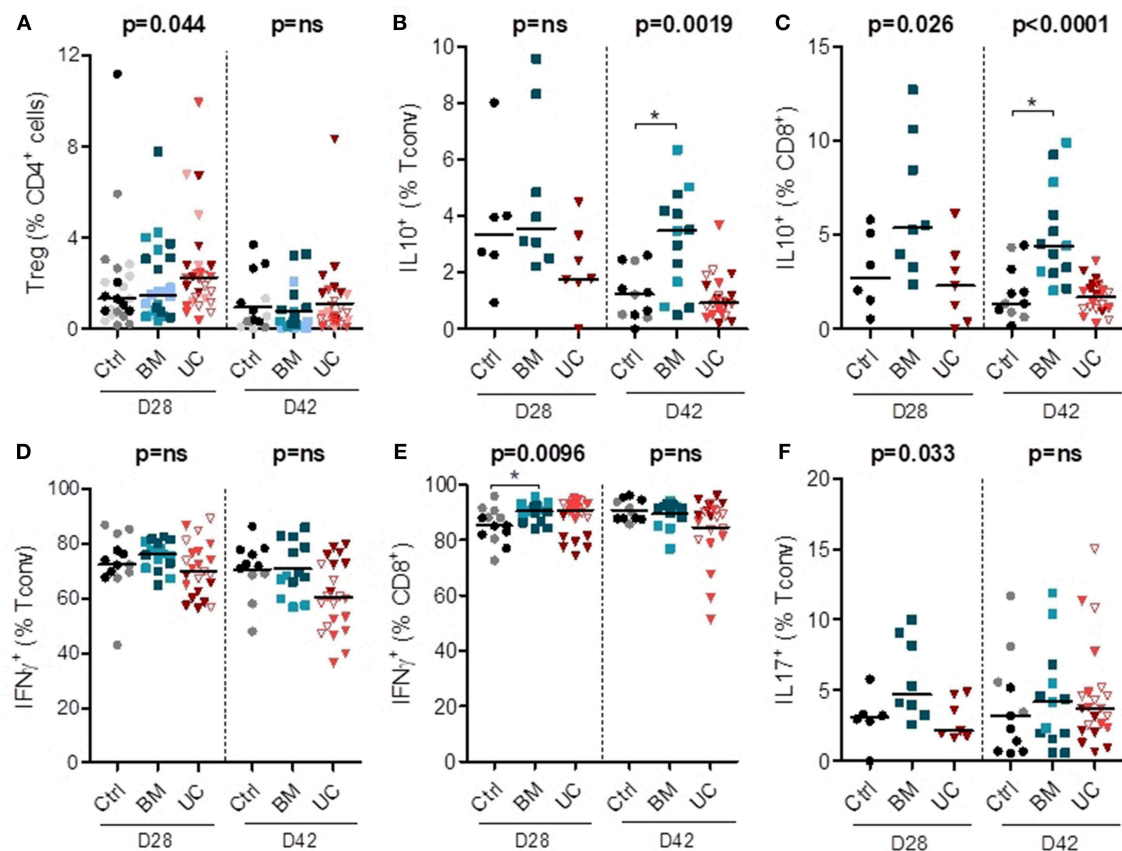 A
p=0.044
p=ns
Treg (% CD4⁺ cells)
12
8
4
0
Ctrl
BM
UC
Ctrl
BM
UC
D28
D42
B
p=ns
p=0.0019
IL10⁺ (% Tconv)
10
8
6
4
2
0
*
Ctrl
BM
UC
Ctrl
BM
UC
D28
D42
C
p=0.026
p<0.0001
IL10⁺ (% CD8⁺)
15
10
5
0
*
Ctrl
BM
UC
Ctrl
BM
UC
D28
D42
D
p=ns
p=ns
IFNγ⁺ (% Tconv)
100
80
60
40
20
0
Ctrl
BM
UC
Ctrl
BM
UC
D28
D42
E
p=0.0096
p=ns
IFNγ⁺ (% CD8⁺)
100
80
60
40
20
0
*
Ctrl
BM
UC
Ctrl
BM
UC
D28
D42
F
p=0.033
p=ns
IL17⁺ (% Tconv)
20
15
10
5
0
Ctrl
BM
UC
Ctrl
BM
UC
D28
D42